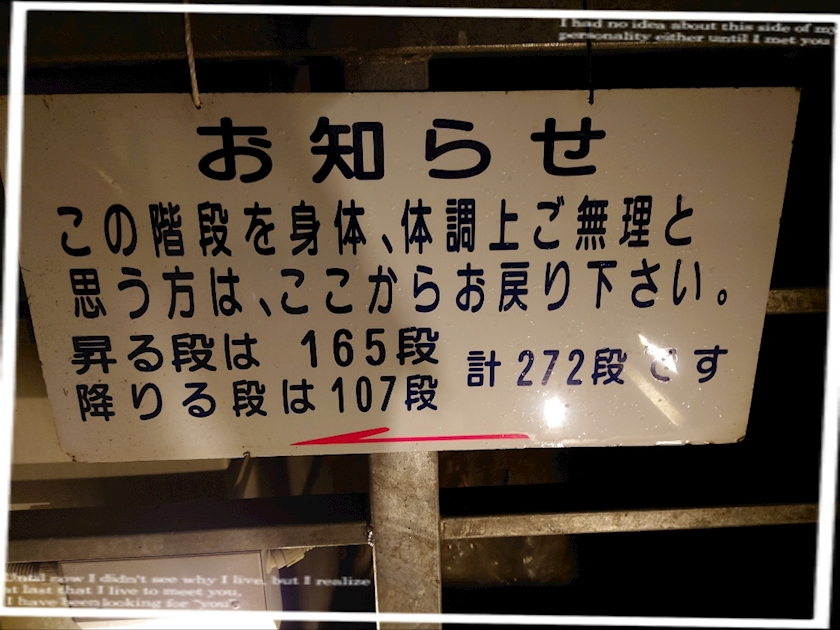 I had no idea about this side of my
personality either until I met you
お知らせ
この階段を身体、体調上ご無理と
思う方は、ここからお戻り下さい。
昇る段は 165段
降りる段は107段
計272段です
Until now I didn't see why I live, but I realize
at last that I live to meet you.
I have been looking for "you".